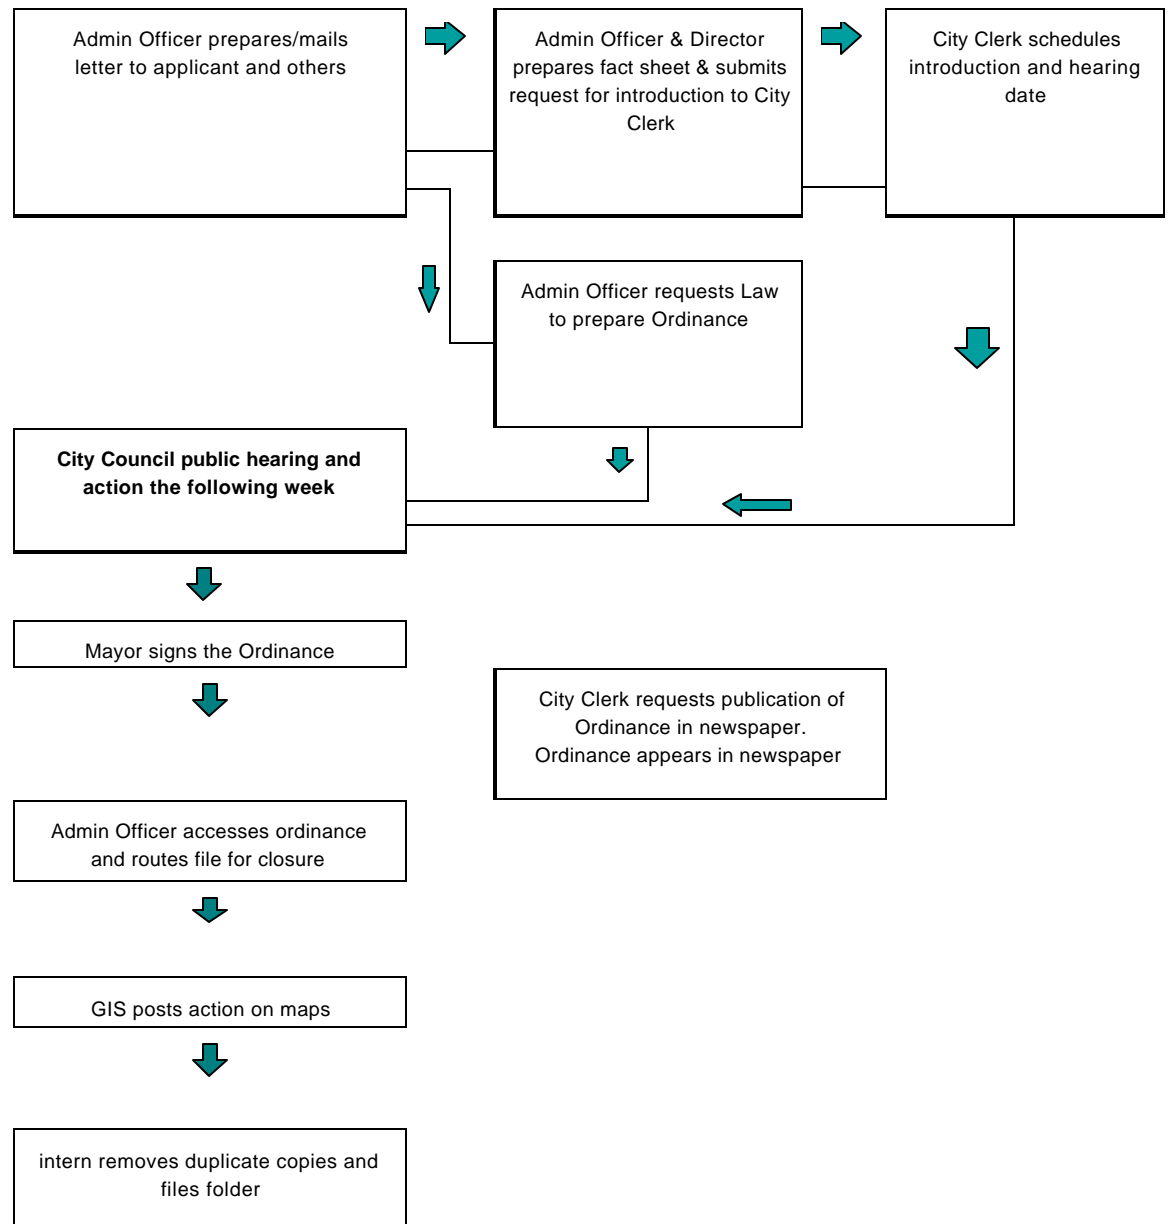 Admin Officer prepares/mails
letter to applicant and others
Admin Officer & Director
prepares fact sheet & submits
request for introduction to City
Clerk
City Clerk schedules
introduction and hearing
date
Admin Officer requests Law
to prepare Ordinance
City Council public hearing and
action the following week
Mayor signs the Ordinance
City Clerk requests publication of
Ordinance in newspaper.
Ordinance appears in newspaper
Admin Officer accesses ordinance
and routes file for closure
GIS posts action on maps
intern removes duplicate copies and
files folder